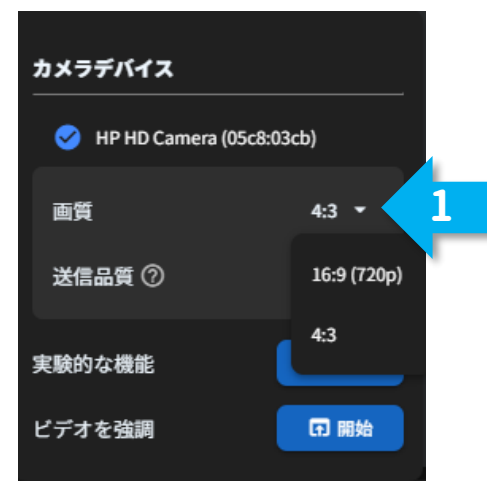 カメラデバイス
HP HD Camera (05c8:03cb)
画質 4:3
1
送信品質 ?
16:9 (720p)
4:3
実験的な機能
ビデオを強調 開始